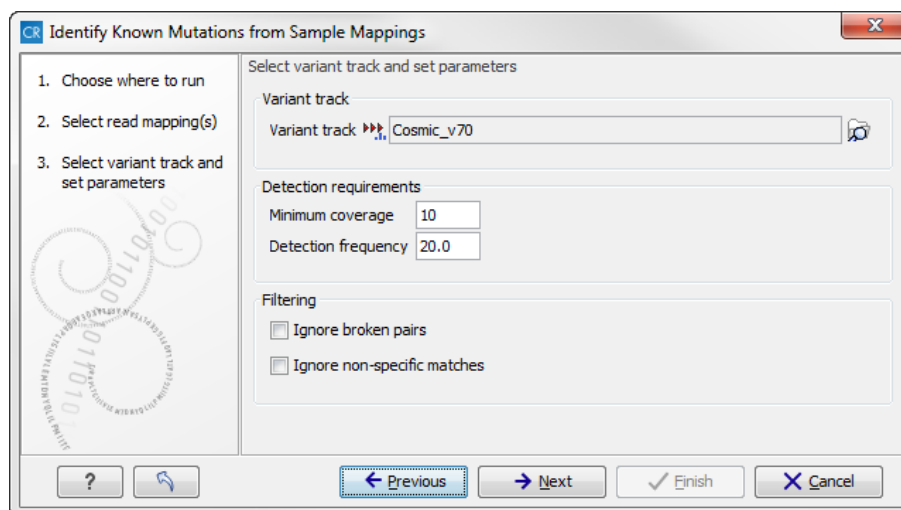 CR Identify Known Mutations from Sample Mappings
X
1. Choose where to run
2. Select read mapping(s)
3. Select variant track and
set parameters
Select variant track and set parameters
Variant track
Variant track Cosmic_v70
Detection requirements
Minimum coverage 10
Detection frequency 20.0
Filtering
Ignore broken pairs
Ignore non-specific matches
? Previous Next Finish Cancel